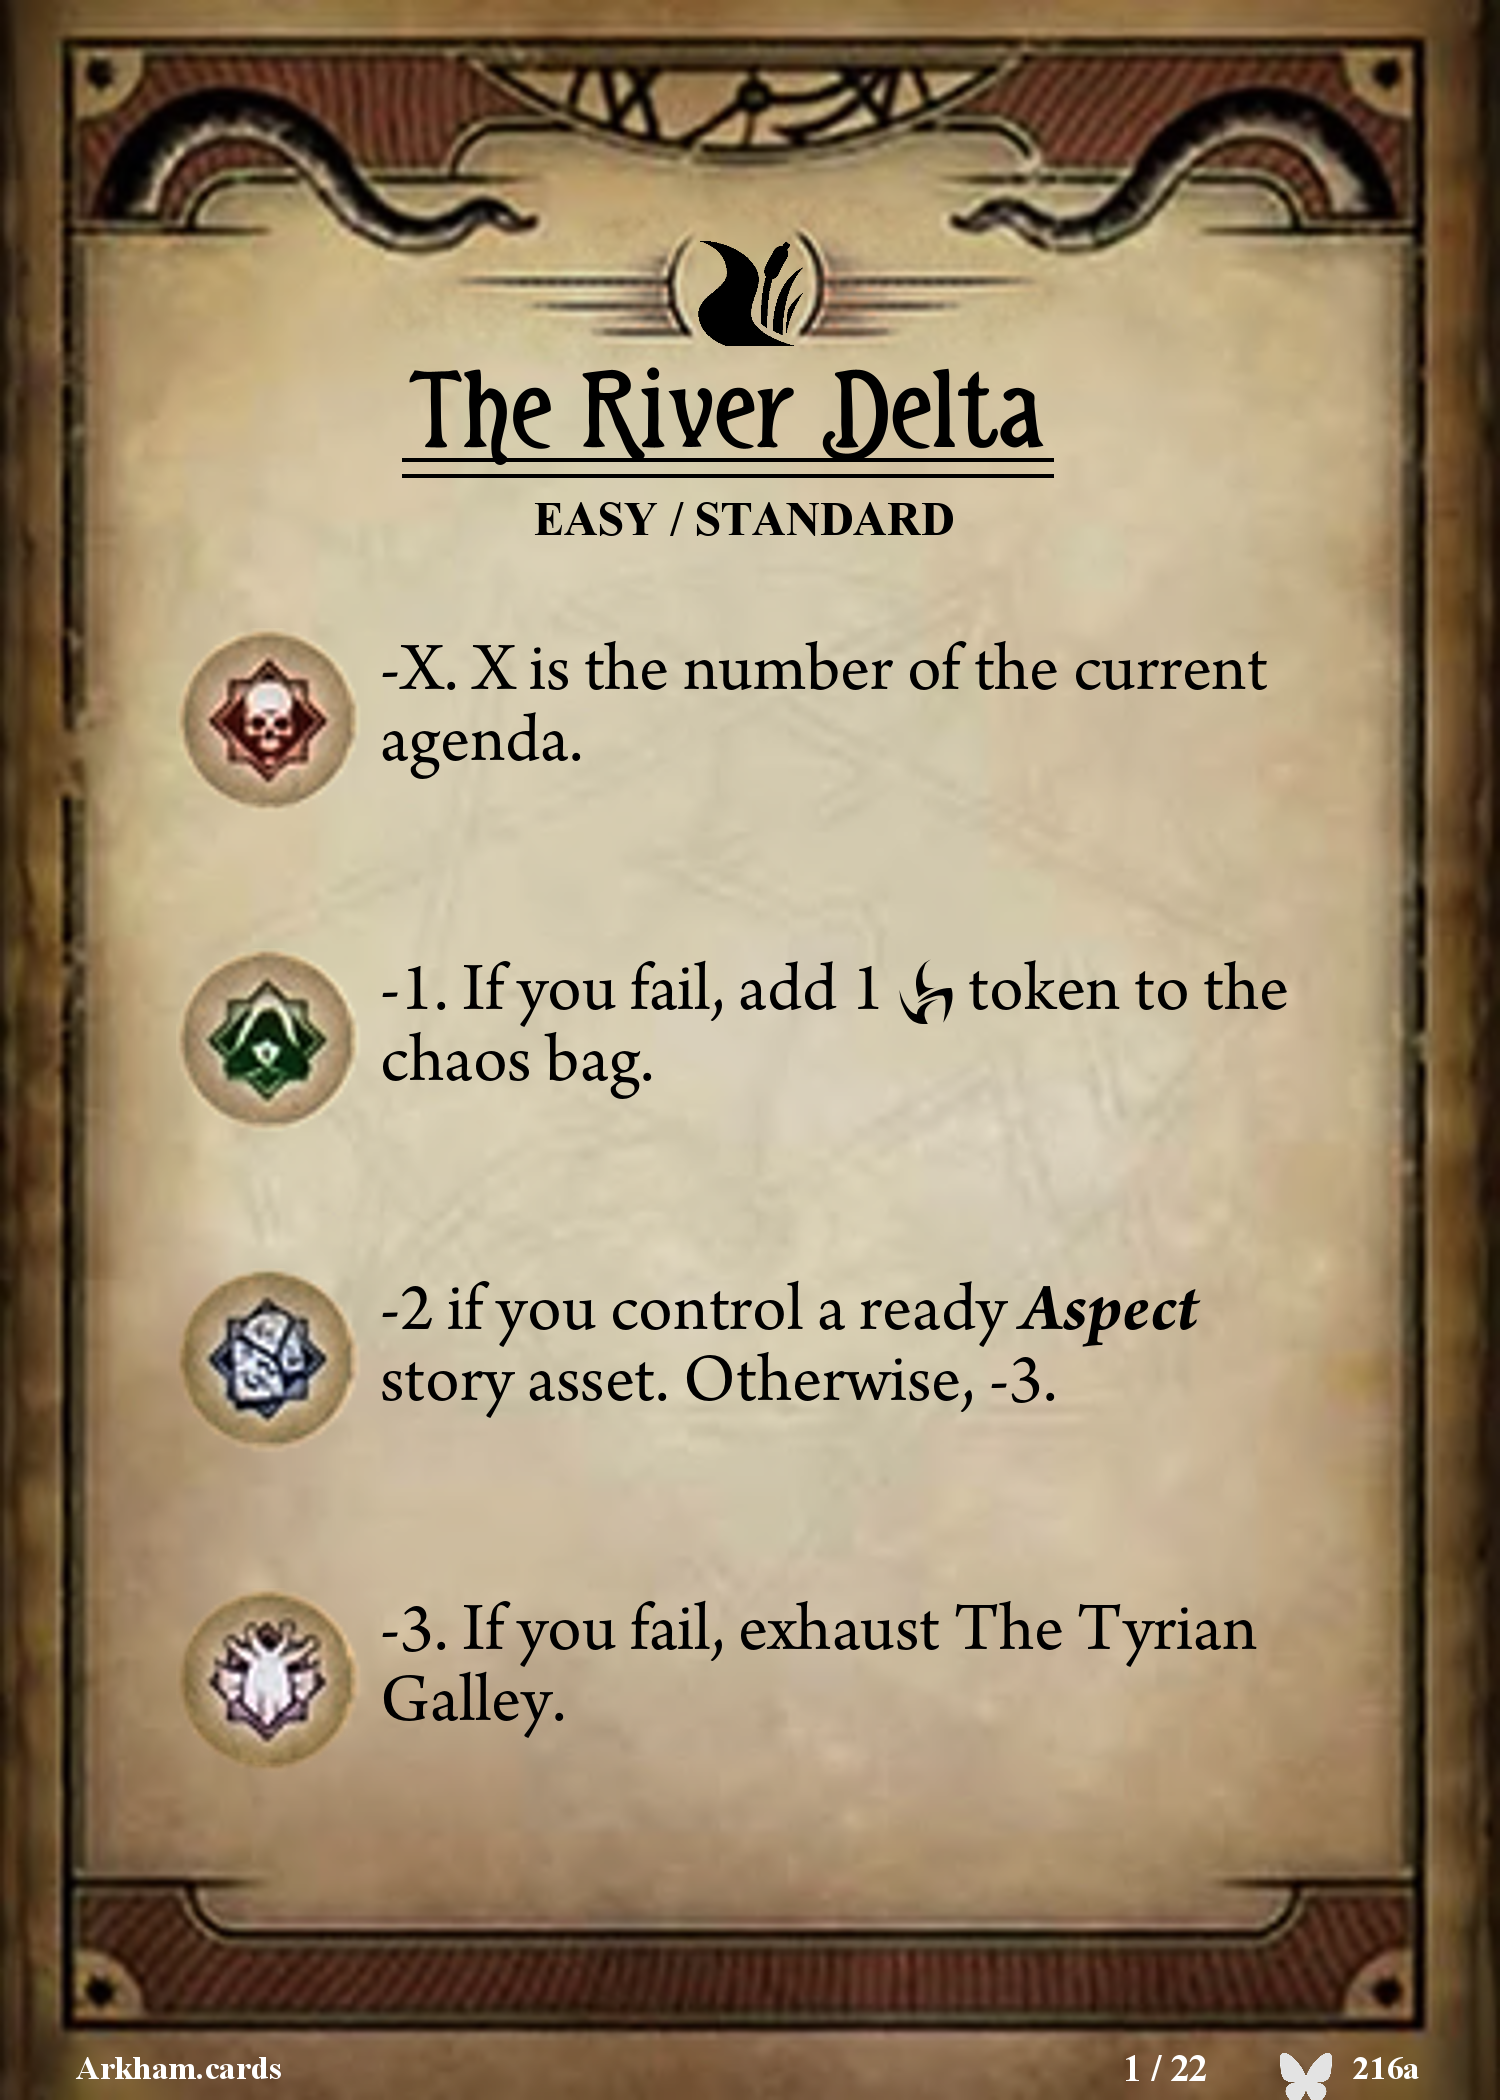 The River Delta
EASY / STANDARD
-X. X is the number of the current
agenda.
-1. If you fail, add 1 token to the
chaos bag.
-2 if you control a ready Aspect
story asset. Otherwise, -3.
-3. If you fail, exhaust The Tyrian
Galley.
Arkham.cards 1 / 22 216a